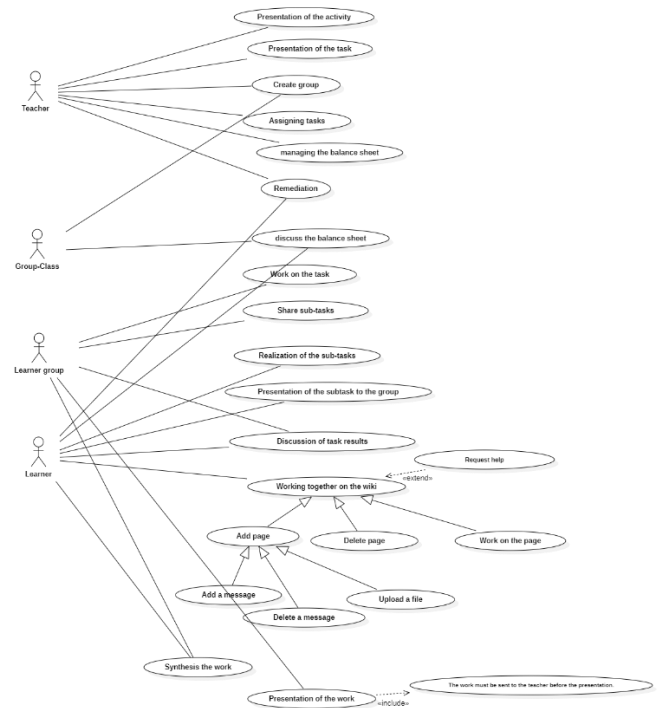 Presentation of the activity
Presentation of the task
Create group
Teacher
Assigning tasks
managing the balance sheet
Remediation
discuss the balance sheet
Group-Class
Work on the task
Share sub-tasks
Realization of the sub-tasks
Learner group
Presentation of the subtask to the group
Discussion of task results
Learner
Request help
«extend»
Working together on the wiki
Add page
Delete page
Work on the page
Add a message
Upload a file
Delete a message
Synthesis the work
The work must be sent to the teacher before the presentation.
Presentation of the work
«include»